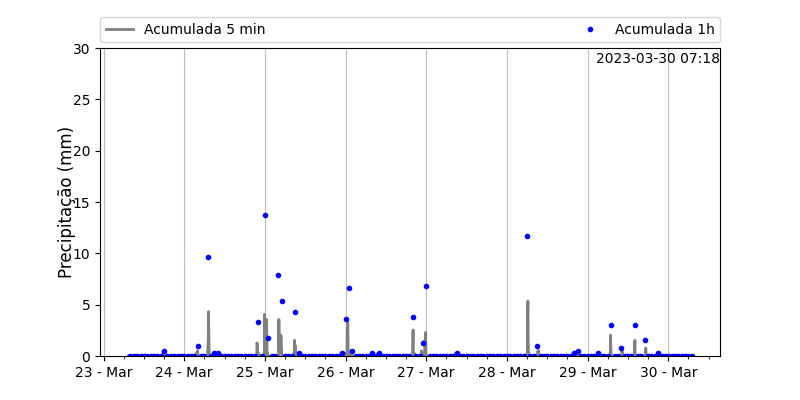 Acumulada 5 min
Acumulada 1h
2023-03-30 07:18
Precipitação (mm)
30
25
20
15
10
5
0
23 - Mar
24 - Mar
25 - Mar
26 - Mar
27 - Mar
28 - Mar
29 - Mar
30 - Mar